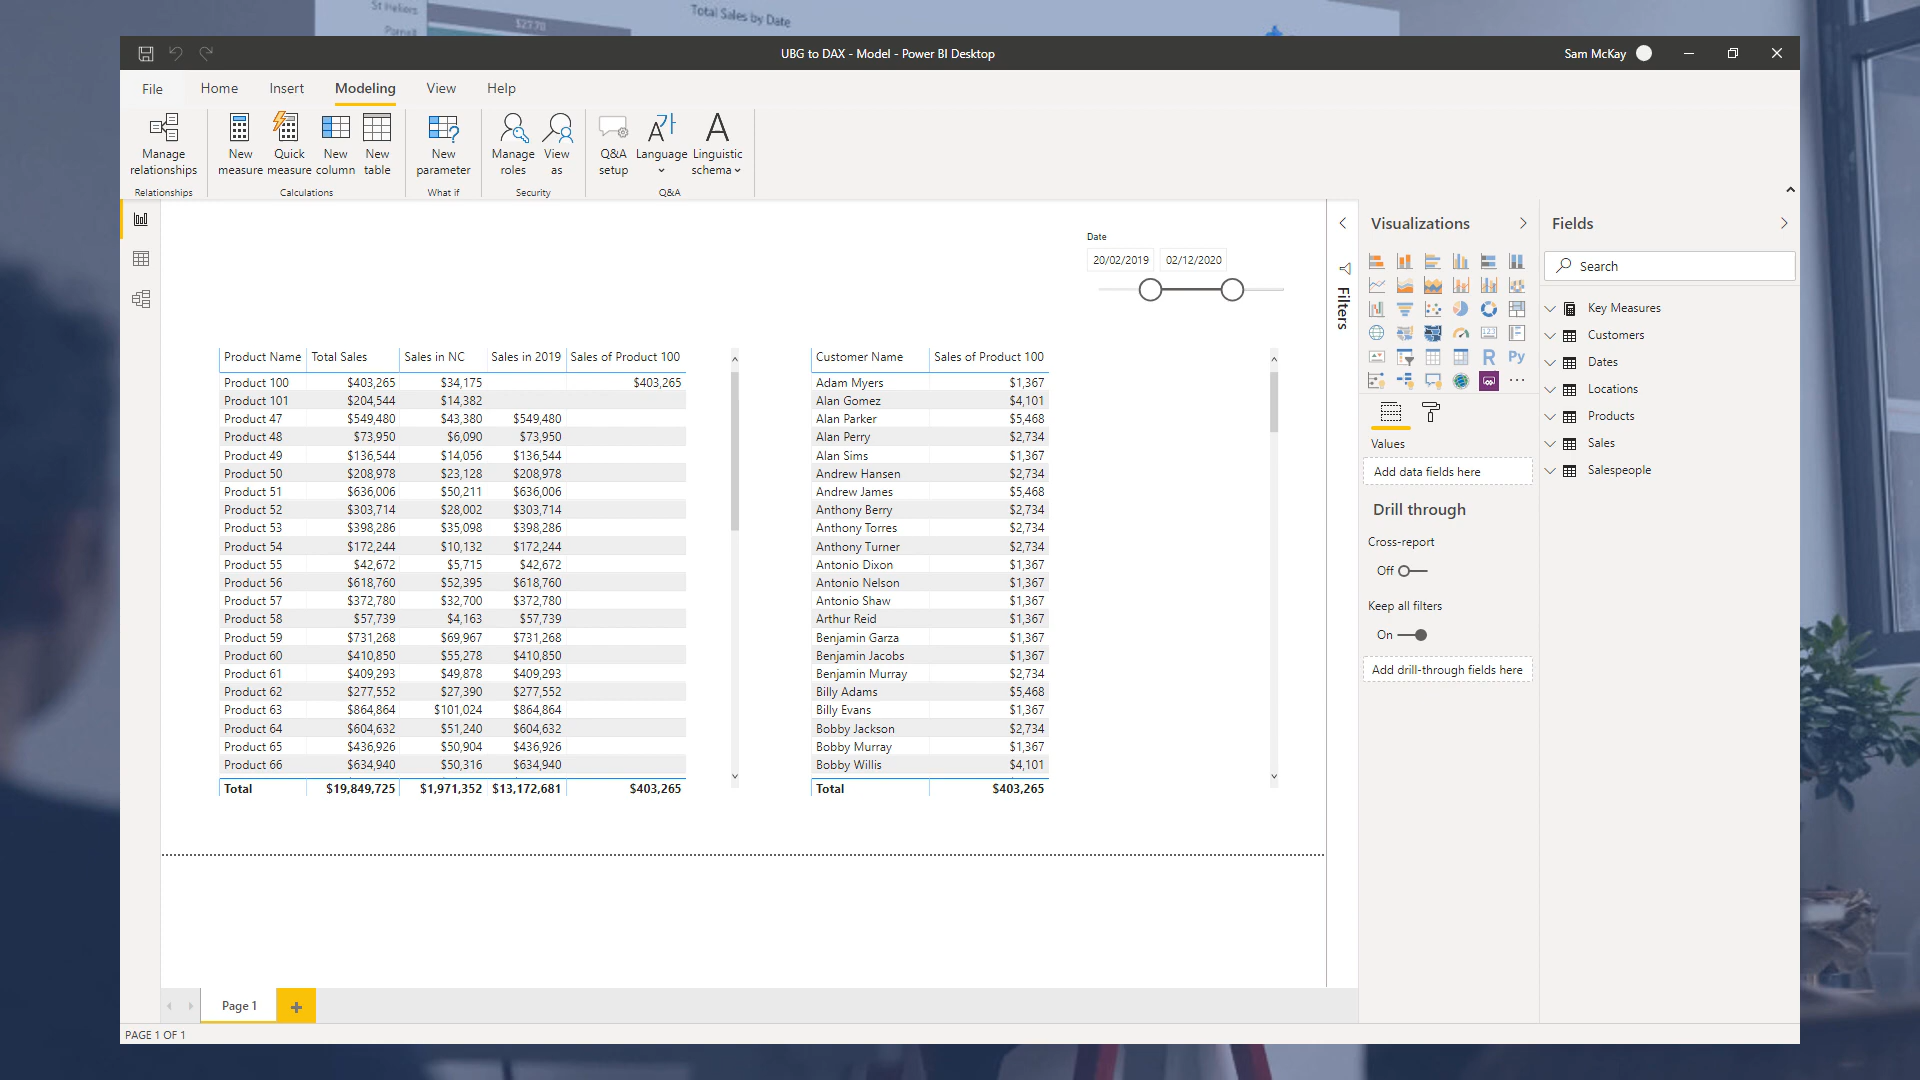 St Heliers
$27.70
Total Sales by Date
Parnell
UBG to DAX - Model - Power BI Desktop
Sam McKay
File Home Insert Modeling View Help
Manage relationships
New measure
Quick measure
New column
New table
New parameter
Manage roles
View as
Q&A setup
Language
Linguistic schema
Relationships
Calculations
What if
Security
Q&A
Date
20/02/2019 02/12/2020
Product Name Total Sales Sales in NC Sales in 2019 Sales of Product 100
Product 100 $403,265 $34,175 $403,265
Product 101 $204,544 $14,382
Product 47 $549,480 $43,380 $549,480
Product 48 $73,950 $6,090 $73,950
Product 49 $136,544 $14,056 $136,544
Product 50 $208,978 $23,128 $208,978
Product 51 $636,006 $50,211 $636,006
Product 52 $303,714 $28,002 $303,714
Product 53 $398,286 $35,098 $398,286
Product 54 $172,244 $10,132 $172,244
Product 55 $42,672 $5,715 $42,672
Product 56 $618,760 $52,395 $618,760
Product 57 $372,780 $32,700 $372,780
Product 58 $57,739 $4,163 $57,739
Product 59 $731,268 $69,967 $731,268
Product 60 $410,850 $55,278 $410,850
Product 61 $409,293 $49,878 $409,293
Product 62 $277,552 $27,390 $277,552
Product 63 $864,864 $101,024 $864,864
Product 64 $604,632 $51,240 $604,632
Product 65 $436,926 $50,904 $436,926
Product 66 $634,940 $50,316 $634,940
Total $19,849,725 $1,971,352 $13,172,681 $403,265
Customer Name Sales of Product 100
Adam Myers $1,367
Alan Gomez $4,101
Alan Parker $5,468
Alan Perry $2,734
Alan Sims $1,367
Andrew Hansen $2,734
Andrew James $5,468
Anthony Berry $2,734
Anthony Torres $2,734
Anthony Turner $2,734
Antonio Dixon $1,367
Antonio Nelson $1,367
Antonio Shaw $1,367
Arthur Reid $1,367
Benjamin Garza $1,367
Benjamin Jacobs $1,367
Benjamin Murray $2,734
Billy Adams $5,468
Billy Evans $1,367
Bobby Jackson $2,734
Bobby Murray $1,367
Bobby Willis $4,101
Total $403,265
Filters
Visualizations
R Py
Values
Add data fields here
Drill through
Cross-report
Off
Keep all filters
On
Add drill-through fields here
Fields
Search
Key Measures
Customers
Dates
Locations
Products
Sales
Salespeople
Page 1
PAGE 1 OF 1